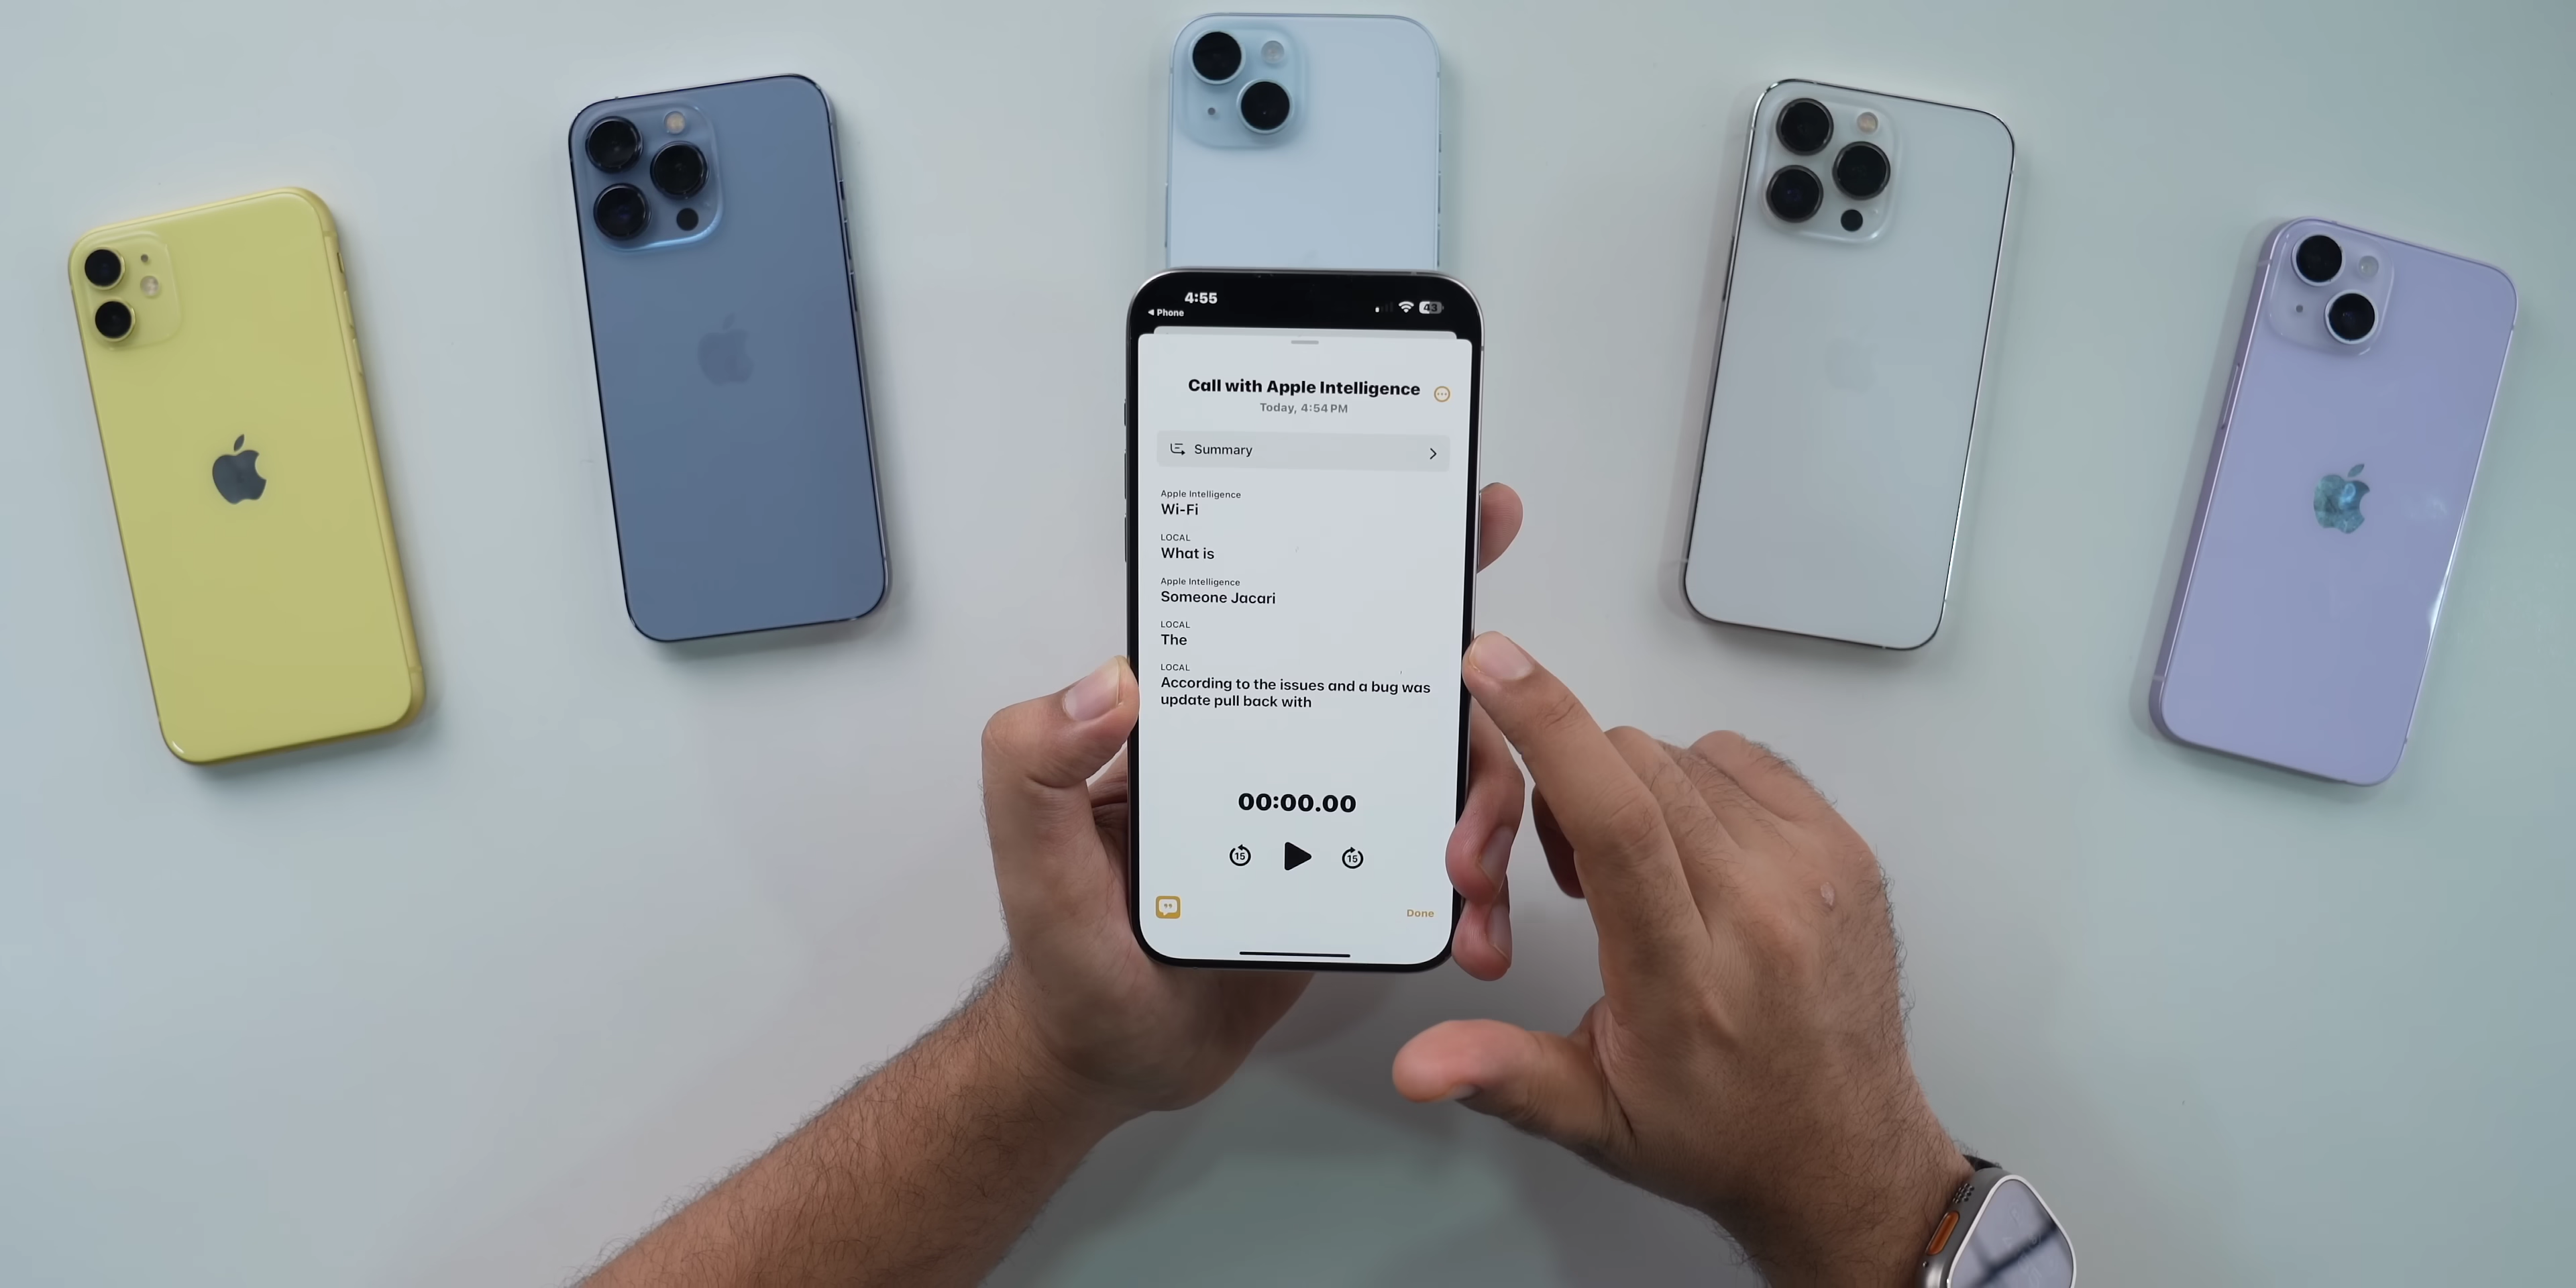 4:55
43
◀ Phone
Call with Apple Intelligence
Today, 4:54 PM
Summary
Apple Intelligence
Wi-Fi
LOCAL
What is
Apple Intelligence
Someone Jacari
LOCAL
The
LOCAL
According to the issues and a bug was
update pull back with
00:00.00
15
15
Done